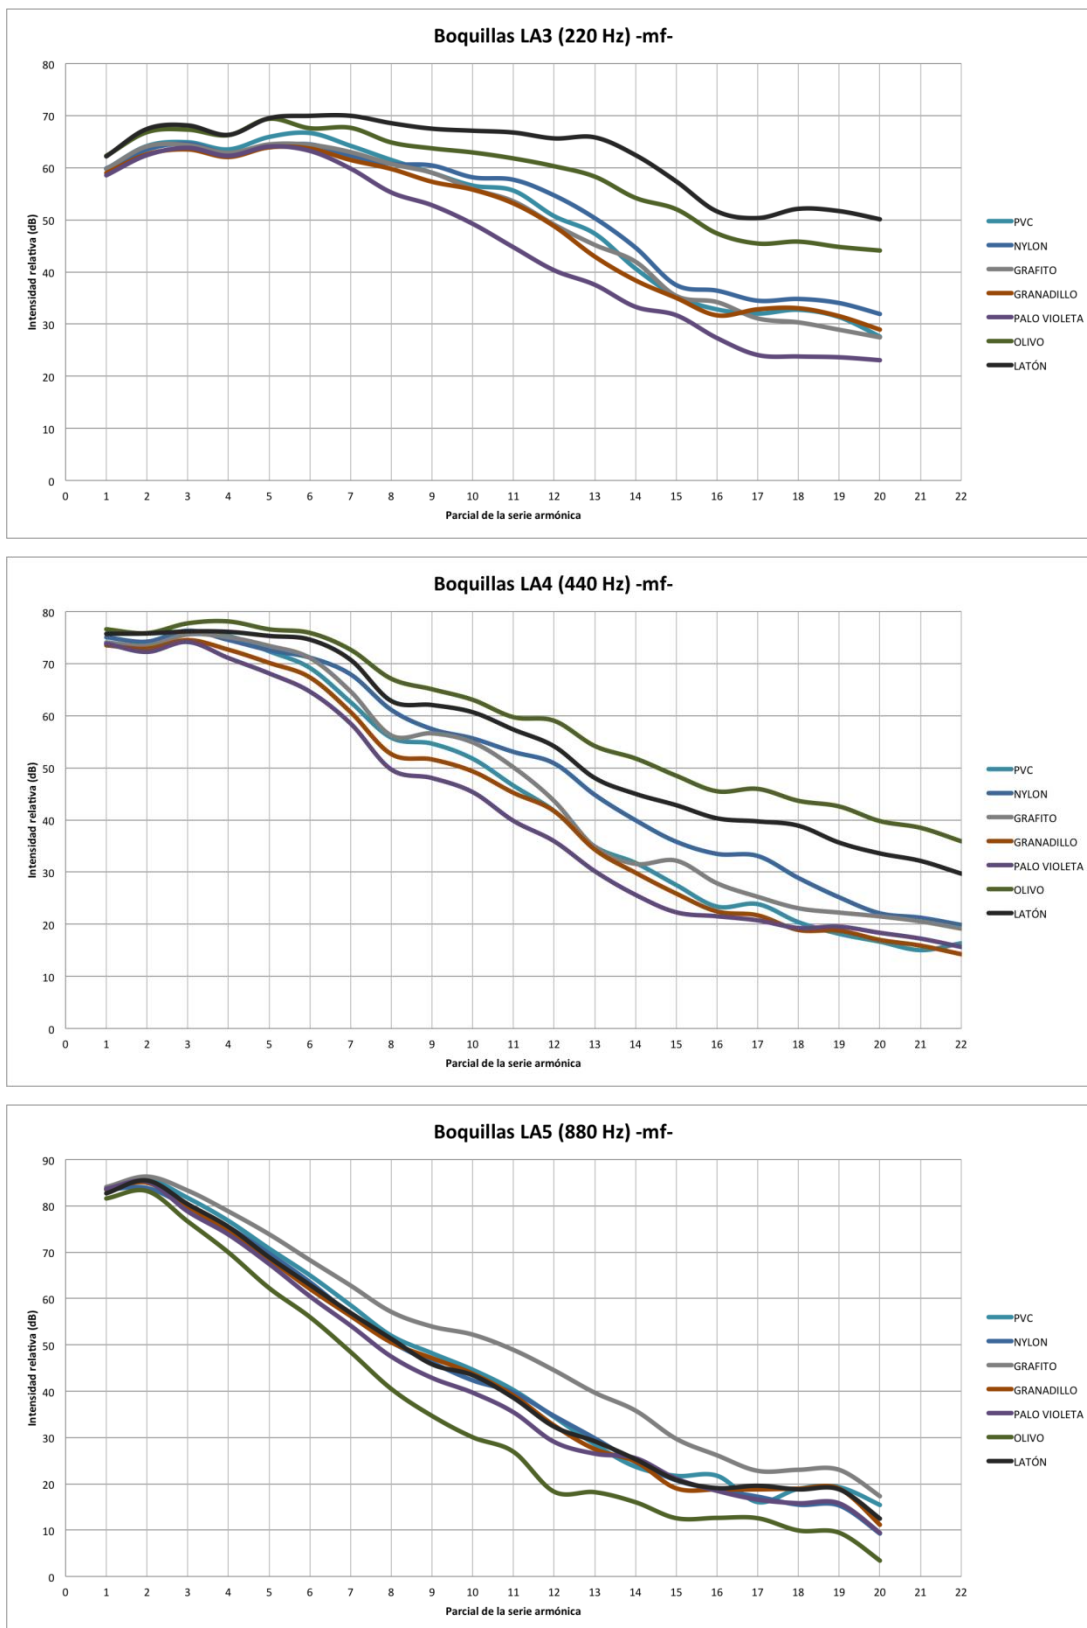 Boquillas LA3 (220 Hz) -mf-
80
70
60
50
40
30
20
10
0
Intensidad relativa (dB)
0 1 2 3 4 5 6 7 8 9 10 11 12 13 14 15 16 17 18 19 20 21 22
Parcial de la serie armónica
PVC
NYLON
GRAFITO
GRANADILLO
PALO VIOLETA
OLIVO
LATÓN
Boquillas LA4 (440 Hz) -mf-
80
70
60
50
40
30
20
10
0
Intensidad relativa (dB)
0 1 2 3 4 5 6 7 8 9 10 11 12 13 14 15 16 17 18 19 20 21 22
Parcial de la serie armónica
PVC
NYLON
GRAFITO
GRANADILLO
PALO VIOLETA
OLIVO
LATÓN
Boquillas LA5 (880 Hz) -mf-
90
80
70
60
50
40
30
20
10
0
Intensidad relativa (dB)
0 1 2 3 4 5 6 7 8 9 10 11 12 13 14 15 16 17 18 19 20 21 22
Parcial de la serie armónica
PVC
NYLON
GRAFITO
GRANADILLO
PALO VIOLETA
OLIVO
LATÓN